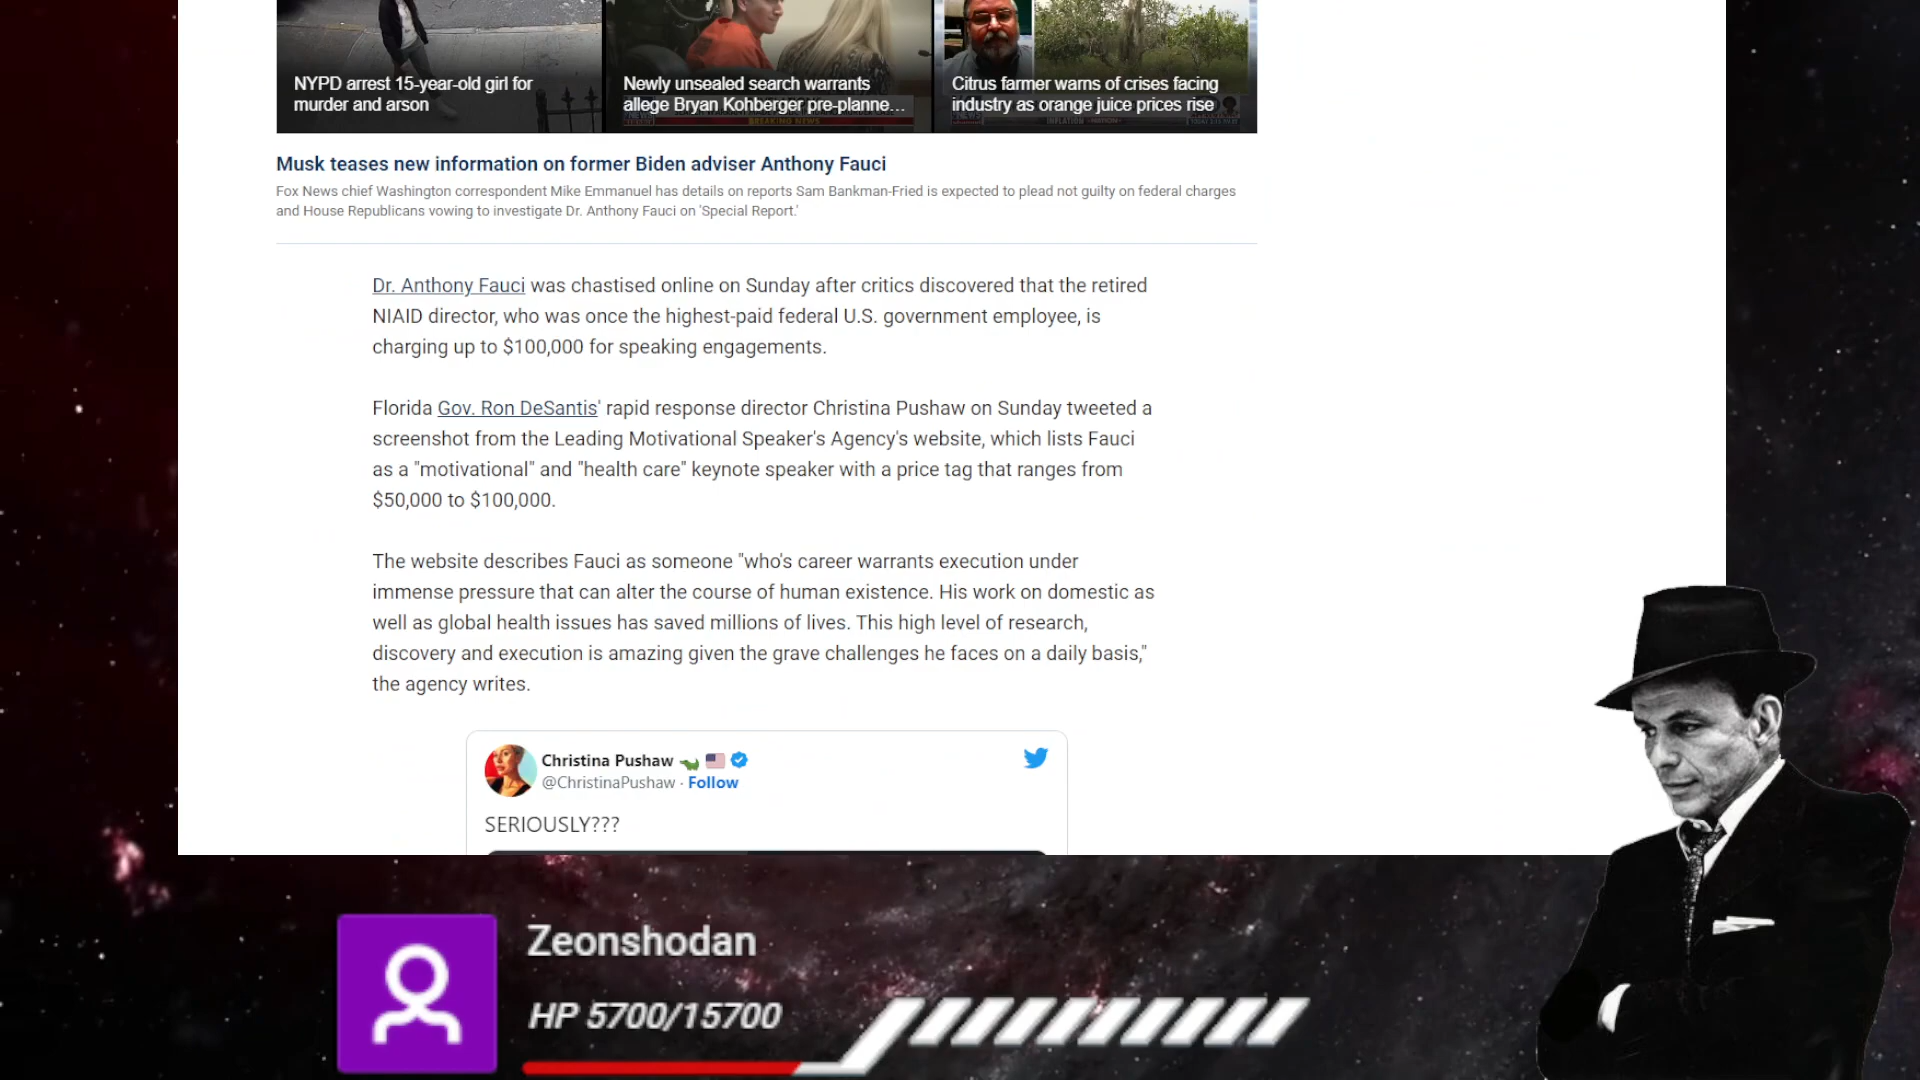 NYPD arrest 15-year-old girl for
murder and arson
Newly unsealed search warrants
allege Bryan Kohberger pre-planne...
BREAKING NEWS
Citrus farmer warns of crises facing
industry as orange juice prices rise
INFLATION NATION
Musk teases new information on former Biden adviser Anthony Fauci
Fox News chief Washington correspondent Mike Emmanuel has details on reports Sam Bankman-Fried is expected to plead not guilty on federal charges
and House Republicans vowing to investigate Dr. Anthony Fauci on 'Special Report.'
Dr. Anthony Fauci was chastised online on Sunday after critics discovered that the retired
NIAID director, who was once the highest-paid federal U.S. government employee, is
charging up to $100,000 for speaking engagements.
Florida Gov. Ron DeSantis' rapid response director Christina Pushaw on Sunday tweeted a
screenshot from the Leading Motivational Speaker's Agency's website, which lists Fauci
as a "motivational" and "health care" keynote speaker with a price tag that ranges from
$50,000 to $100,000.
The website describes Fauci as someone "who's career warrants execution under
immense pressure that can alter the course of human existence. His work on domestic as
well as global health issues has saved millions of lives. This high level of research,
discovery and execution is amazing given the grave challenges he faces on a daily basis,"
the agency writes.
Christina Pushaw
@ChristinaPushaw · Follow
SERIOUSLY???
Zeonshodan
HP 5700/15700